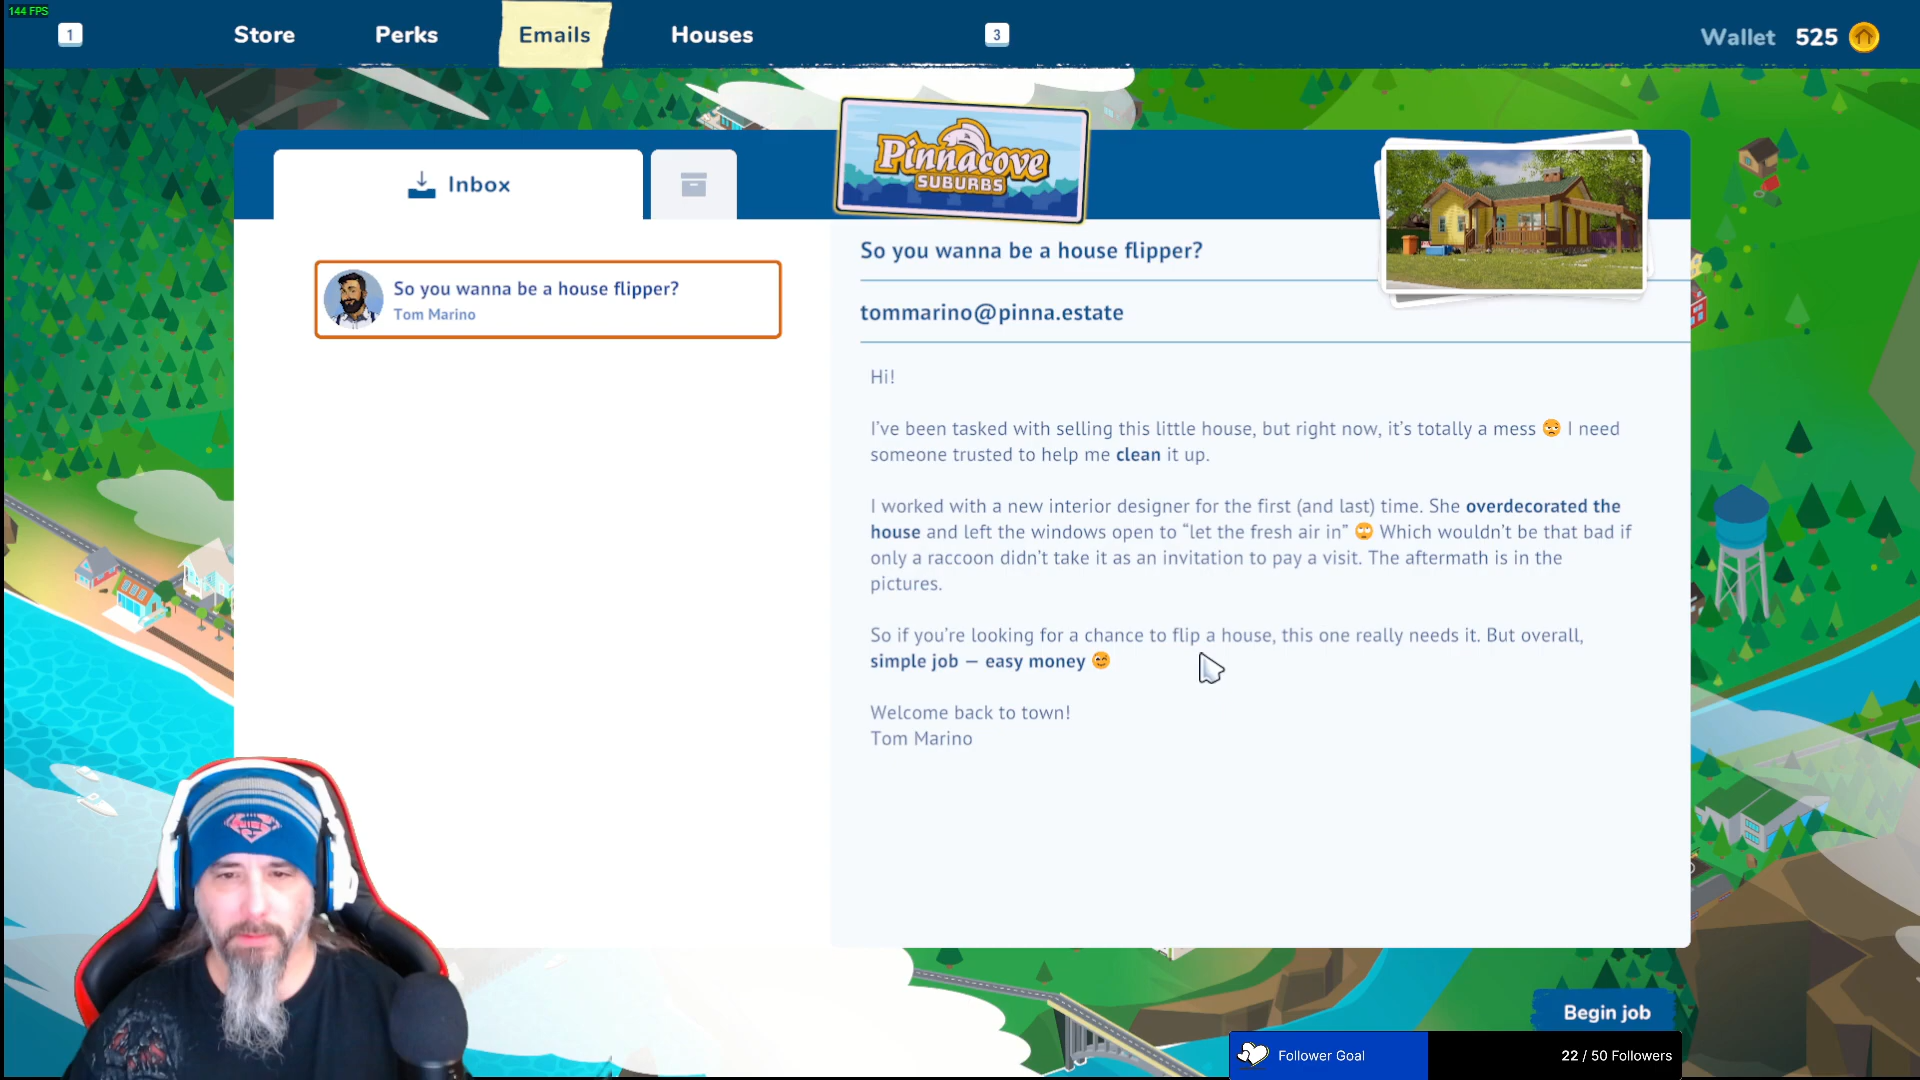 144 FPS
1
Store
Perks
Emails
Houses
3
Wallet 525
Inbox
Pinnacove
SUBURBS
So you wanna be a house flipper?
Tom Marino
So you wanna be a house flipper?
tommarino@pinna.estate
Hi!
I've been tasked with selling this little house, but right now, it's totally a mess 😠 I need
someone trusted to help me clean it up.
I worked with a new interior designer for the first (and last) time. She overdecorated the
house and left the windows open to “let the fresh air in” 🙄 Which wouldn't be that bad if
only a raccoon didn't take it as an invitation to pay a visit. The aftermath is in the
pictures.
So if you're looking for a chance to flip a house, this one really needs it. But overall,
simple job — easy money 😊
Welcome back to town!
Tom Marino
Begin job
Follower Goal
22 / 50 Followers